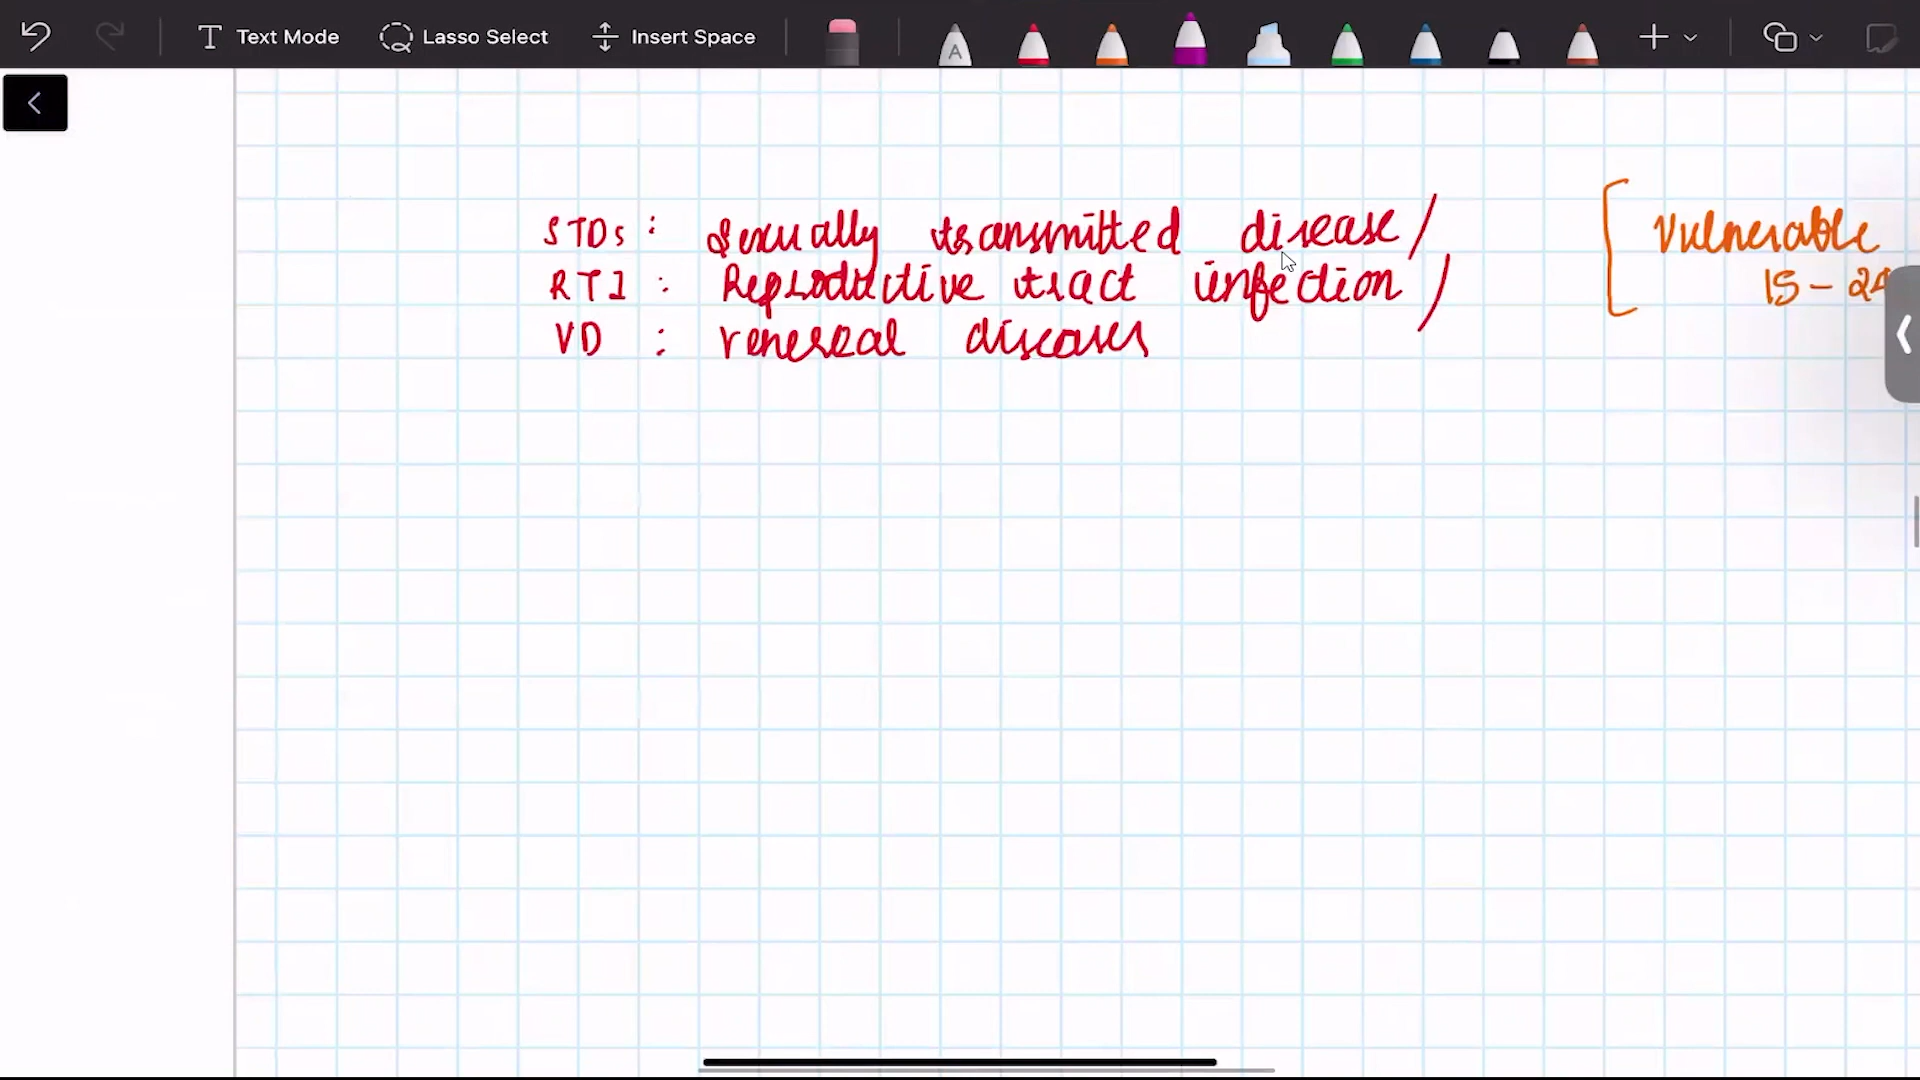 Text Mode Lasso Select Insert Space
A
STDs : Sexually transmitted disease/
RTI : Reproductive tract infection/
VD : venereal diseases
[ Vulnerable
15 - 24